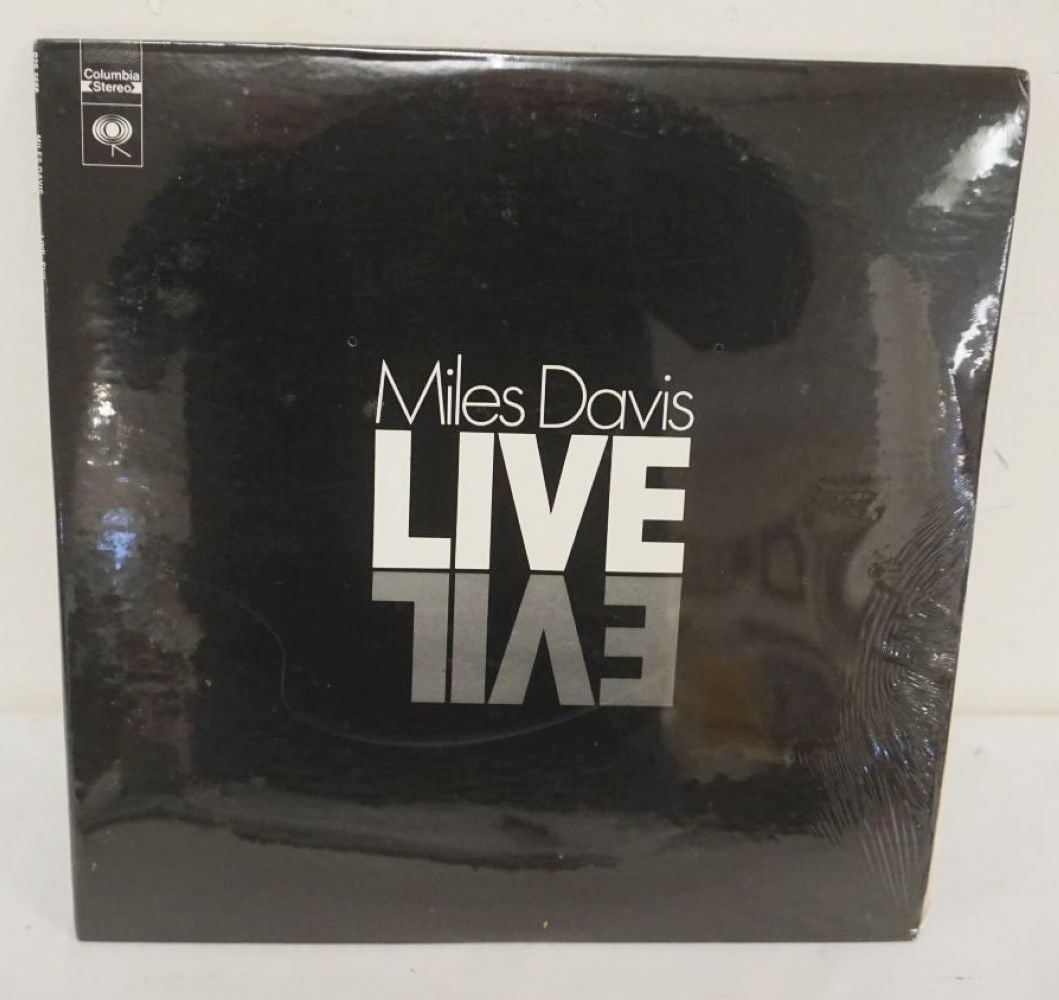 Columbia
Stereo
Miles Davis
LIVE
EVIL